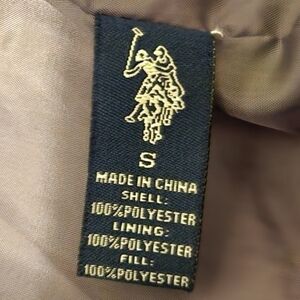 S
MADE IN CHINA
SHELL:
100%POLYESTER
LINING:
100%POLYESTER
FILL:
100%POLYESTER